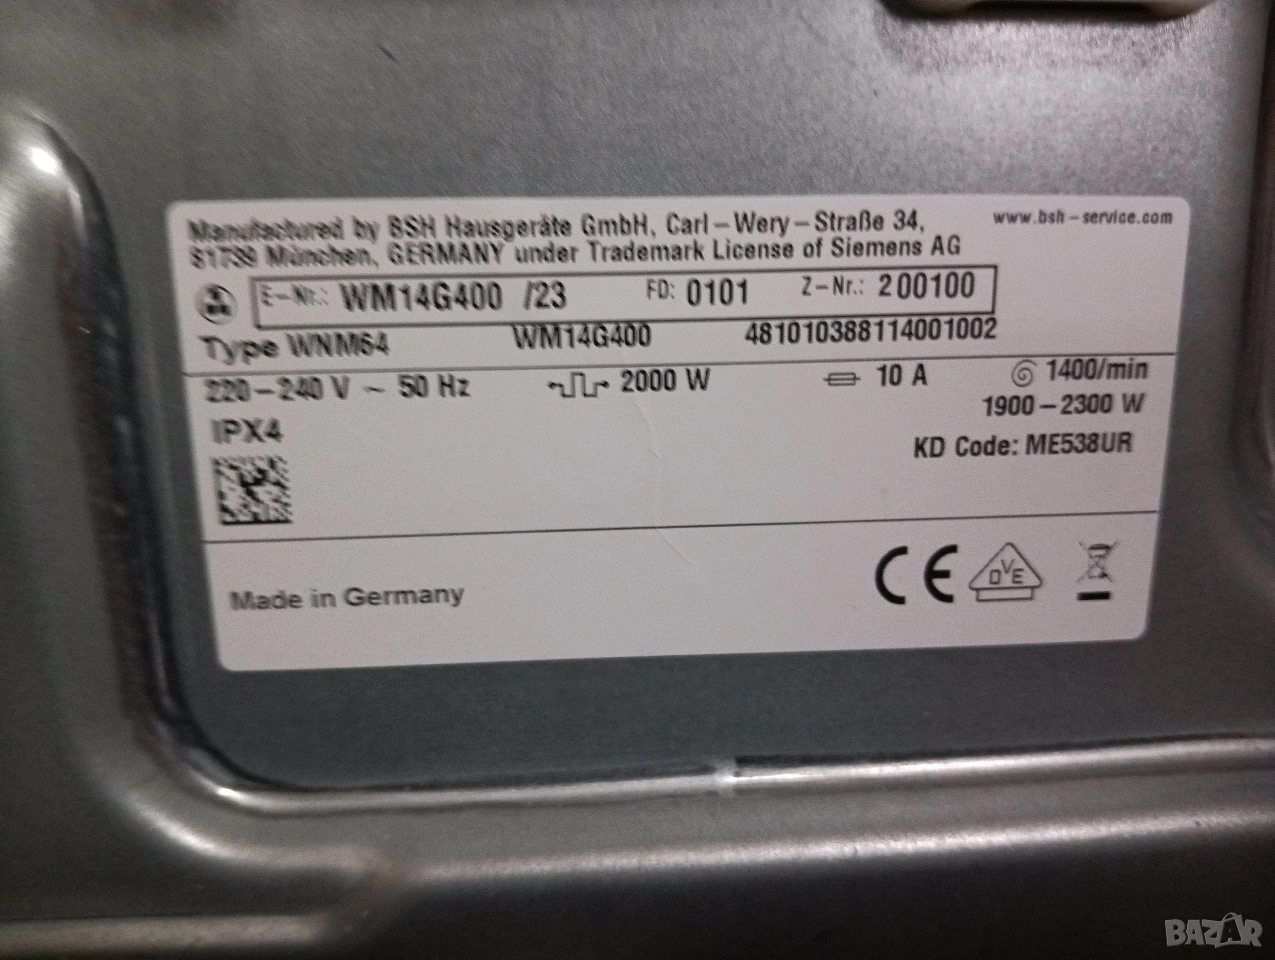 Manufactured by BSH Hausgeräte GmbH, Carl-Wery-Straße 34,
81739 München, GERMANY under Trademark License of Siemens AG
www.bsh-service.com
E-Nr.: WM14G400 /23 FD: 0101 Z-Nr.: 200100
Type WNM64 WM14G400 481010388114001002
220-240 V ~ 50 Hz 2000 W 10 A 1400/min
1900-2300 W
IPX4
KD Code: ME538UR
Made in Germany
CE
DVE
BAZAR